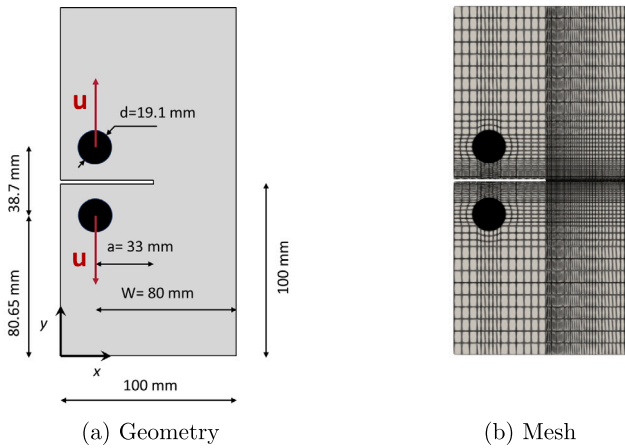 u
d=19.1 mm
38.7 mm
u
a= 33 mm
W= 80 mm
100 mm
80.65 mm
y
x
100 mm
(a) Geometry
(b) Mesh